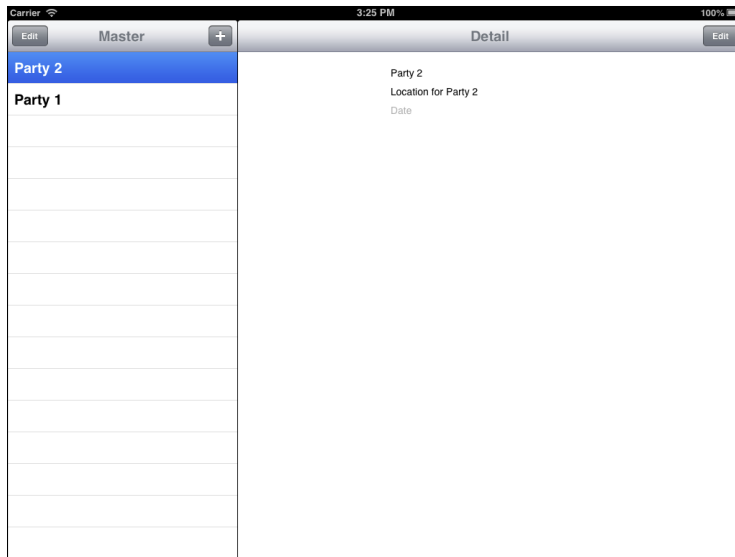 Carrier 3:25 PM 100%
Edit Master + Detail Edit
Party 2
Party 1
Party 2
Location for Party 2
Date